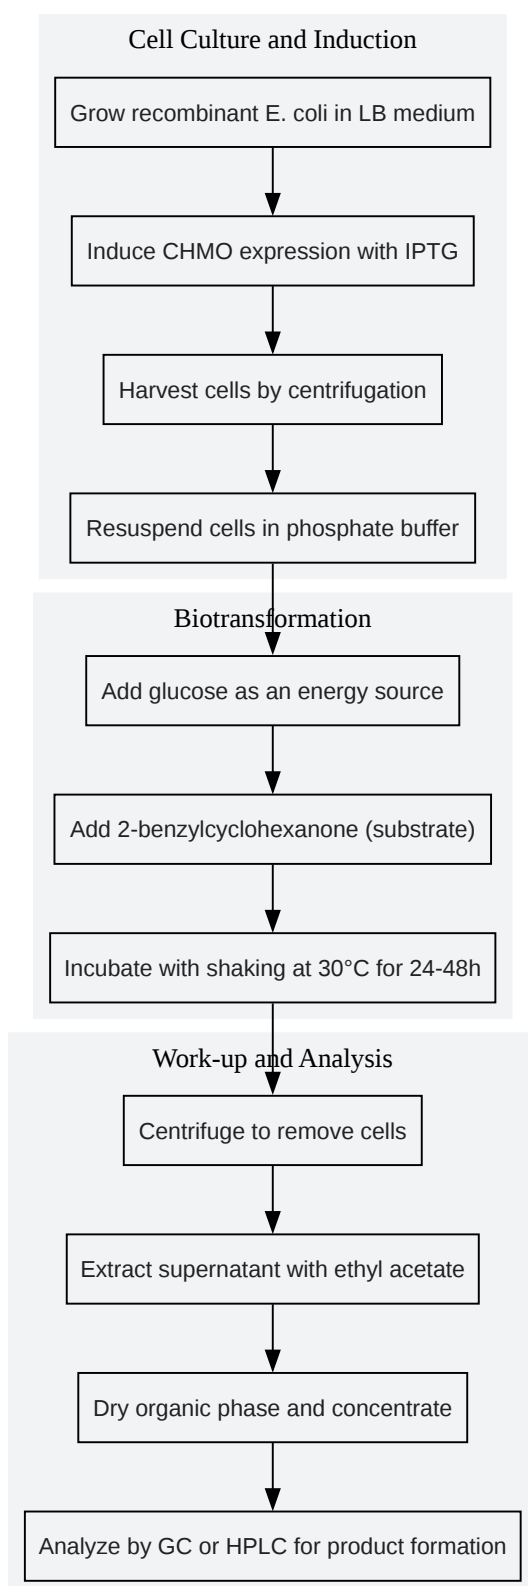 Cell Culture and Induction
Grow recombinant E. coli in LB medium
Induce CHMO expression with IPTG
Harvest cells by centrifugation
Resuspend cells in phosphate buffer
Biotransformation
Add glucose as an energy source
Add 2-benzylcyclohexanone (substrate)
Incubate with shaking at 30°C for 24-48h
Work-up and Analysis
Centrifuge to remove cells
Extract supernatant with ethyl acetate
Dry organic phase and concentrate
Analyze by GC or HPLC for product formation